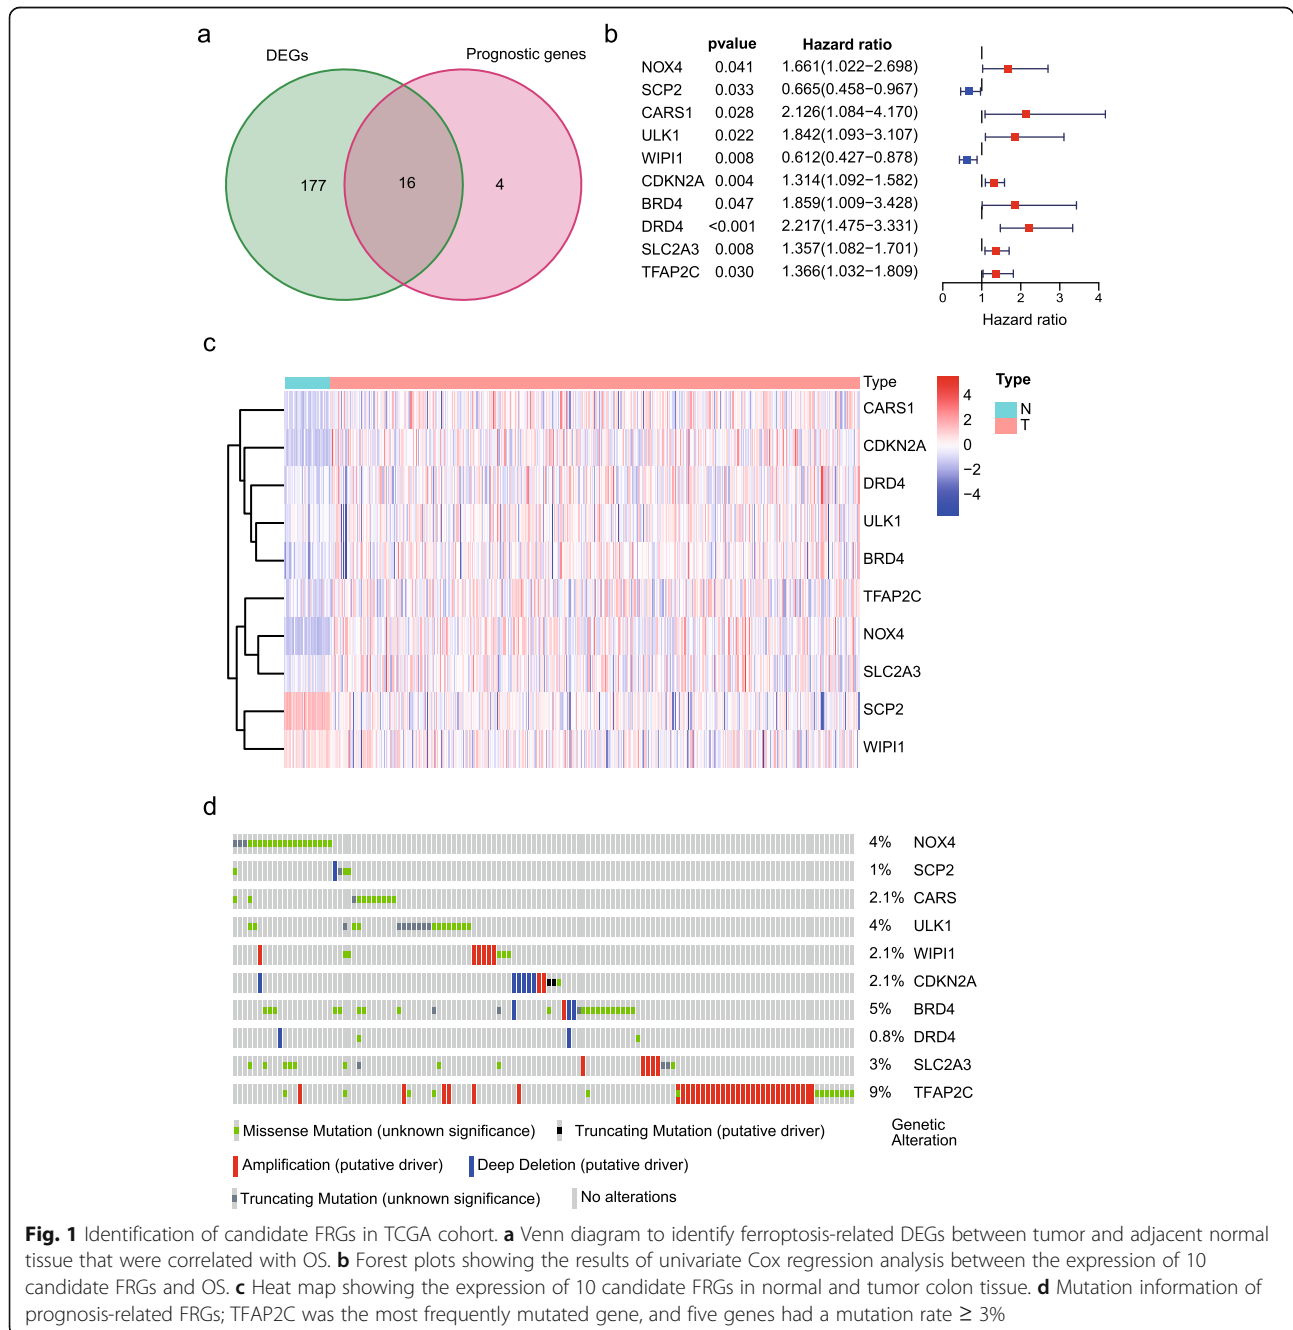 a
DEGs
Prognostic genes
177
16
4
b
pvalue Hazard ratio
NOX4 0.041 1.661(1.022−2.698)
SCP2 0.033 0.665(0.458−0.967)
CARS1 0.028 2.126(1.084−4.170)
ULK1 0.022 1.842(1.093−3.107)
WIPI1 0.008 0.612(0.427−0.878)
CDKN2A 0.004 1.314(1.092−1.582)
BRD4 0.047 1.859(1.009−3.428)
DRD4 <0.001 2.217(1.475−3.331)
SLC2A3 0.008 1.357(1.082−1.701)
TFAP2C 0.030 1.366(1.032−1.809)
0 1 2 3 4
Hazard ratio
c
Type
CARS1
CDKN2A
DRD4
ULK1
BRD4
TFAP2C
NOX4
SLC2A3
SCP2
WIPI1
4
2
0
−2
−4
Type
N
T
d
4% NOX4
1% SCP2
2.1% CARS
4% ULK1
2.1% WIPI1
2.1% CDKN2A
5% BRD4
0.8% DRD4
3% SLC2A3
9% TFAP2C
Genetic
Alteration
Missense Mutation (unknown significance)
Truncating Mutation (putative driver)
Amplification (putative driver)
Deep Deletion (putative driver)
Truncating Mutation (unknown significance)
No alterations
Fig. 1 Identification of candidate FRGs in TCGA cohort. a Venn diagram to identify ferroptosis-related DEGs between tumor and adjacent normal
tissue that were correlated with OS. b Forest plots showing the results of univariate Cox regression analysis between the expression of 10
candidate FRGs and OS. c Heat map showing the expression of 10 candidate FRGs in normal and tumor colon tissue. d Mutation information of
prognosis-related FRGs; TFAP2C was the most frequently mutated gene, and five genes had a mutation rate ≥ 3%